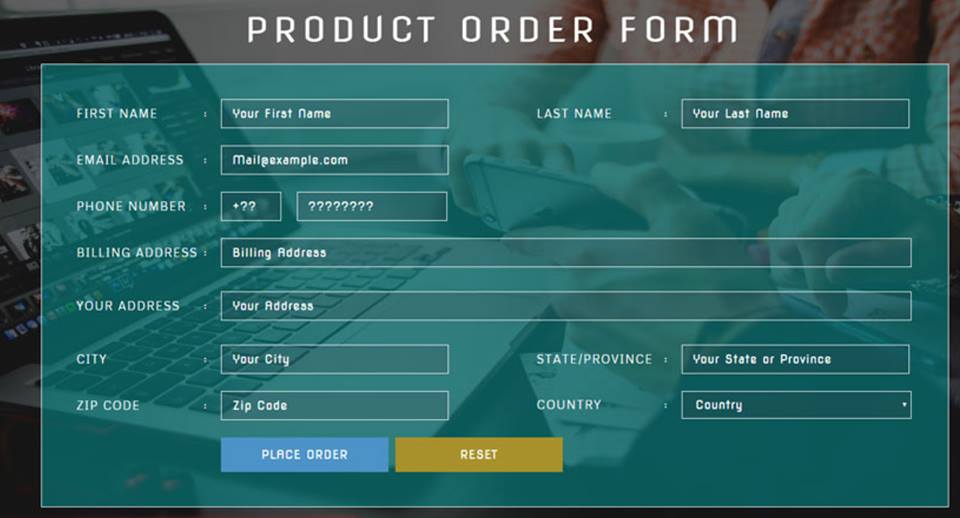 PRODUCT ORDER FORM
FIRST NAME : Your First Name LAST NAME : Your Last Name
EMAIL ADDRESS : Mail@example.com
PHONE NUMBER : +?? ????????
BILLING ADDRESS : Billing Address
YOUR ADDRESS : Your Address
CITY : Your City STATE/PROVINCE : Your State or Province
ZIP CODE : Zip Code COUNTRY : Country
PLACE ORDER RESET